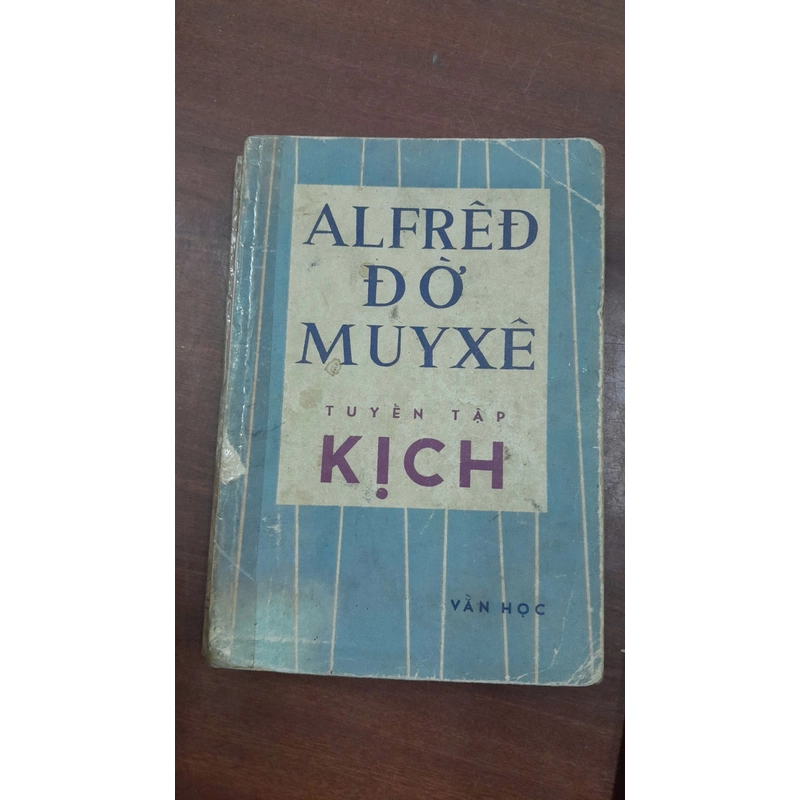 ALFRÊĐ
ĐỜ
MUYXÊ
TUYỂN TẬP
KỊCH
VĂN HỌC